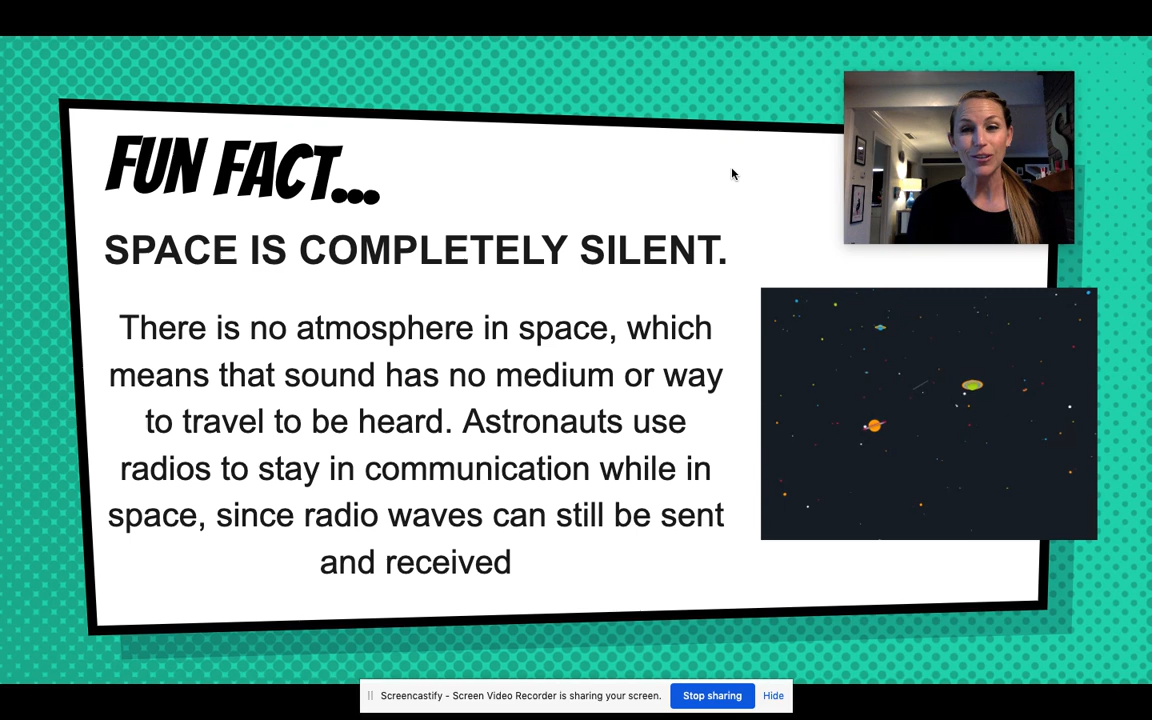 FUN FACT...
SPACE IS COMPLETELY SILENT.
There is no atmosphere in space, which
means that sound has no medium or way
to travel to be heard. Astronauts use
radios to stay in communication while in
space, since radio waves can still be sent
and received
Screencastify - Screen Video Recorder is sharing your screen. Stop sharing Hide